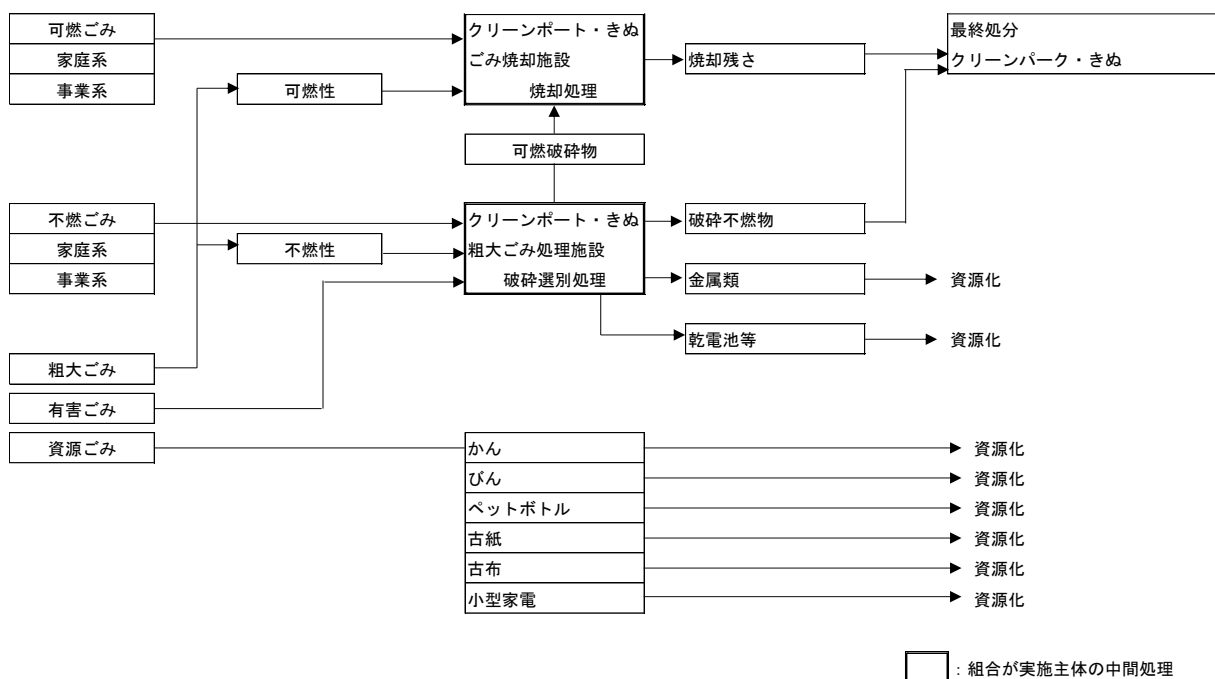 可燃ごみ
家庭系
事業系
可燃性
クリーンポート・きぬ
ごみ焼却施設
焼却処理
焼却残さ
最終処分
クリーンパーク・きぬ
可燃破砕物
不燃ごみ
家庭系
事業系
不燃性
クリーンポート・きぬ
粗大ごみ処理施設
破砕選別処理
破砕不燃物
金属類
資源化
乾電池等
資源化
粗大ごみ
有害ごみ
資源ごみ
かん
資源化
びん
資源化
ペットボトル
資源化
古紙
資源化
古布
資源化
小型家電
資源化
：組合が実施主体の中間処理